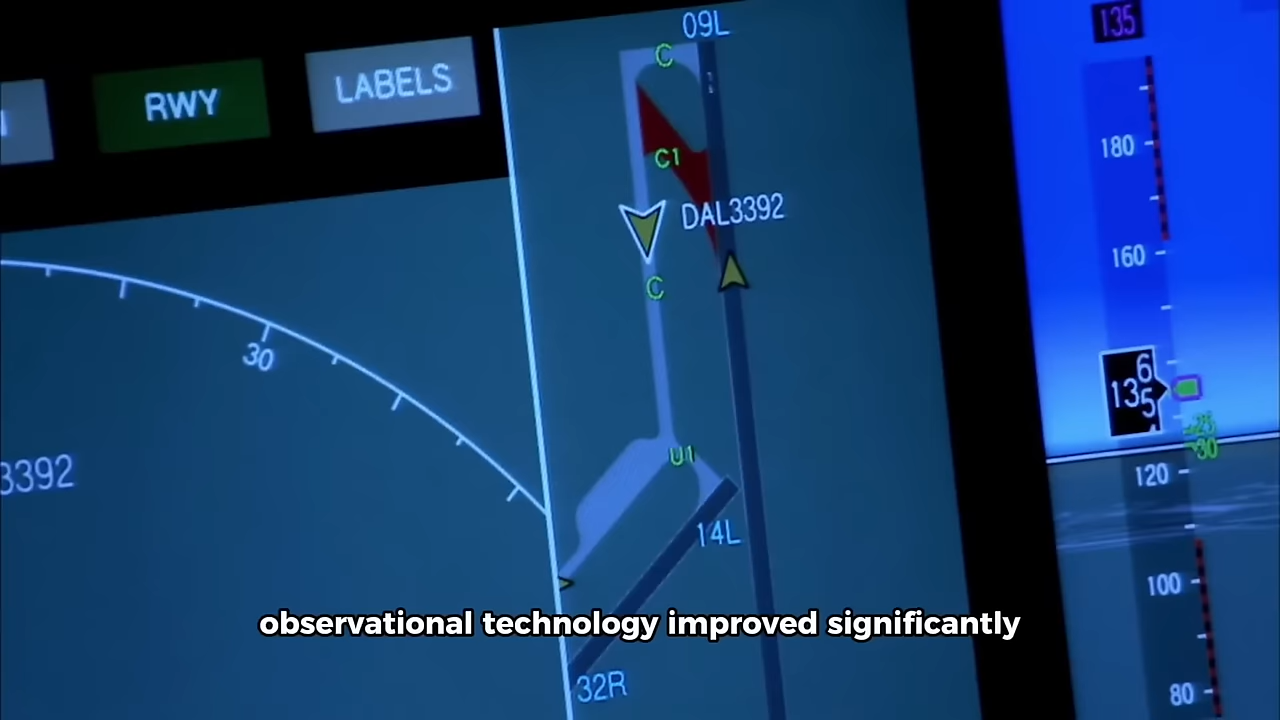 RWY
LABELS
09L
135
C
C1
DAL3392
C
30
3392
U1
14L
32R
180
160
6
135
120
100
80
30
observational technology improved significantly